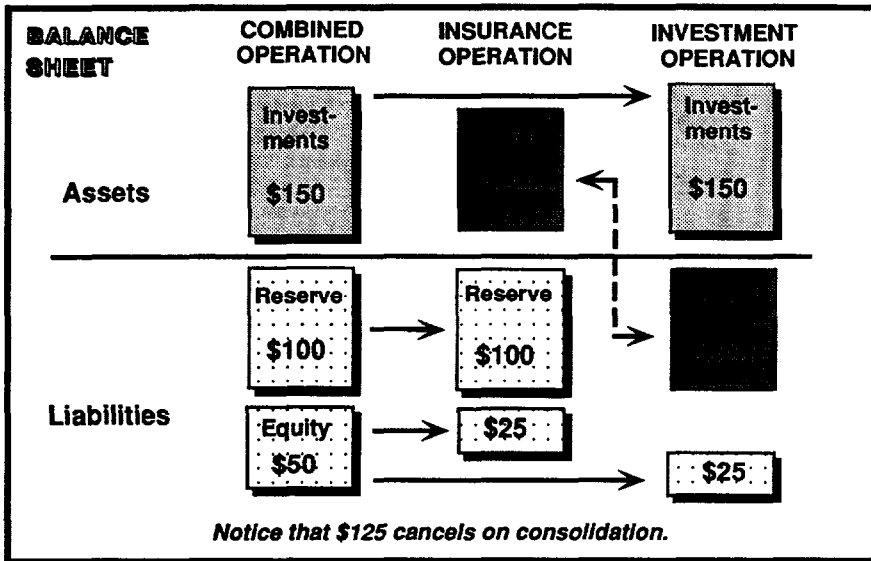 BALANCE SHEET
COMBINED OPERATION
INSURANCE OPERATION
INVESTMENT OPERATION
Assets
Invest-
ments
$150
Invest-
ments
$150
Liabilities
Reserve
$100
Reserve
$100
Equity
$50
$25
$25
Notice that $125 cancels on consolidation.